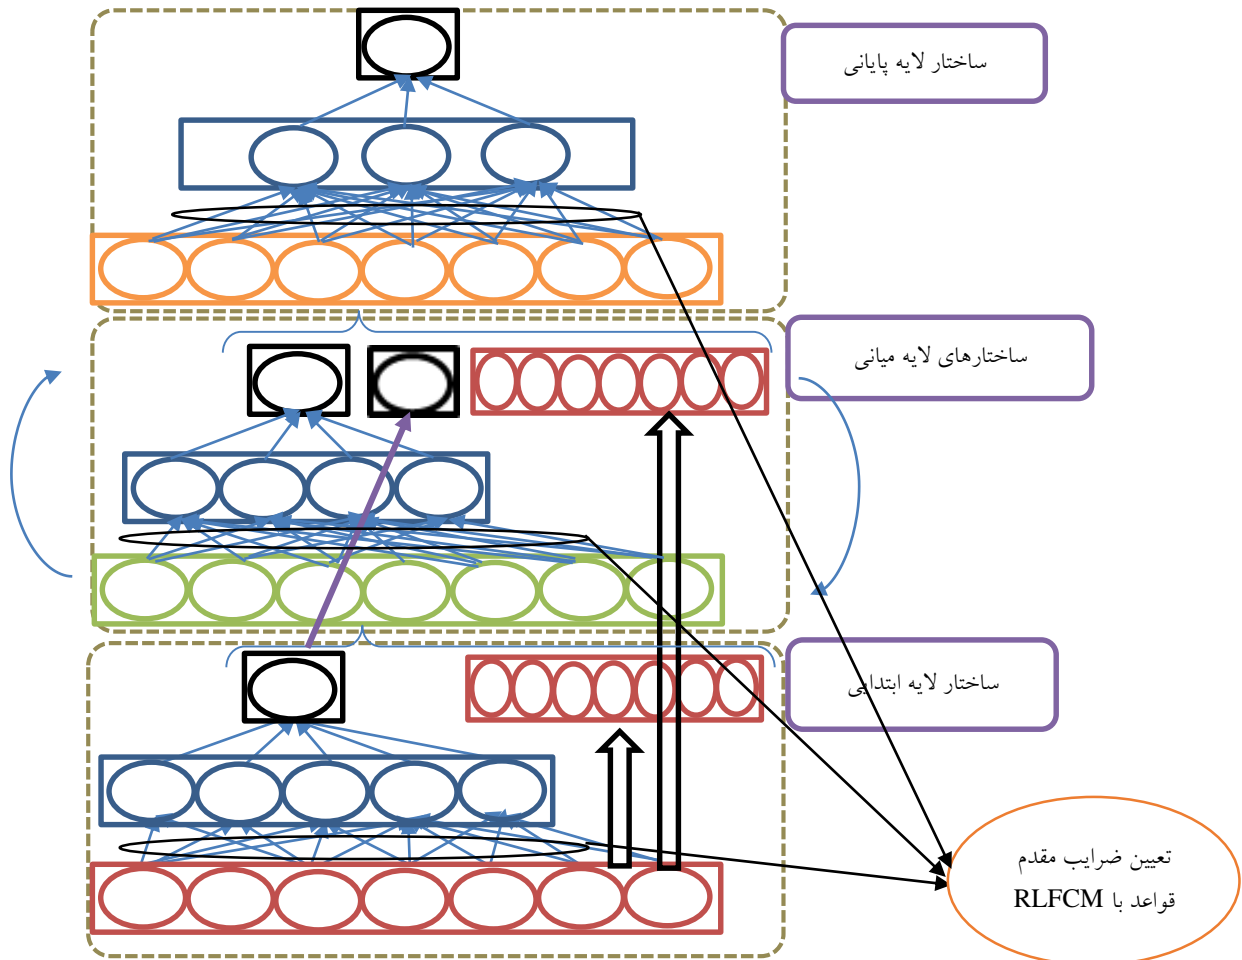 ساختار لایه پایانی
ساختارهای لایه میانی
ساختار لایه ابتدایی
تعیین ضرایب مقدم
قواعد با RLFCM